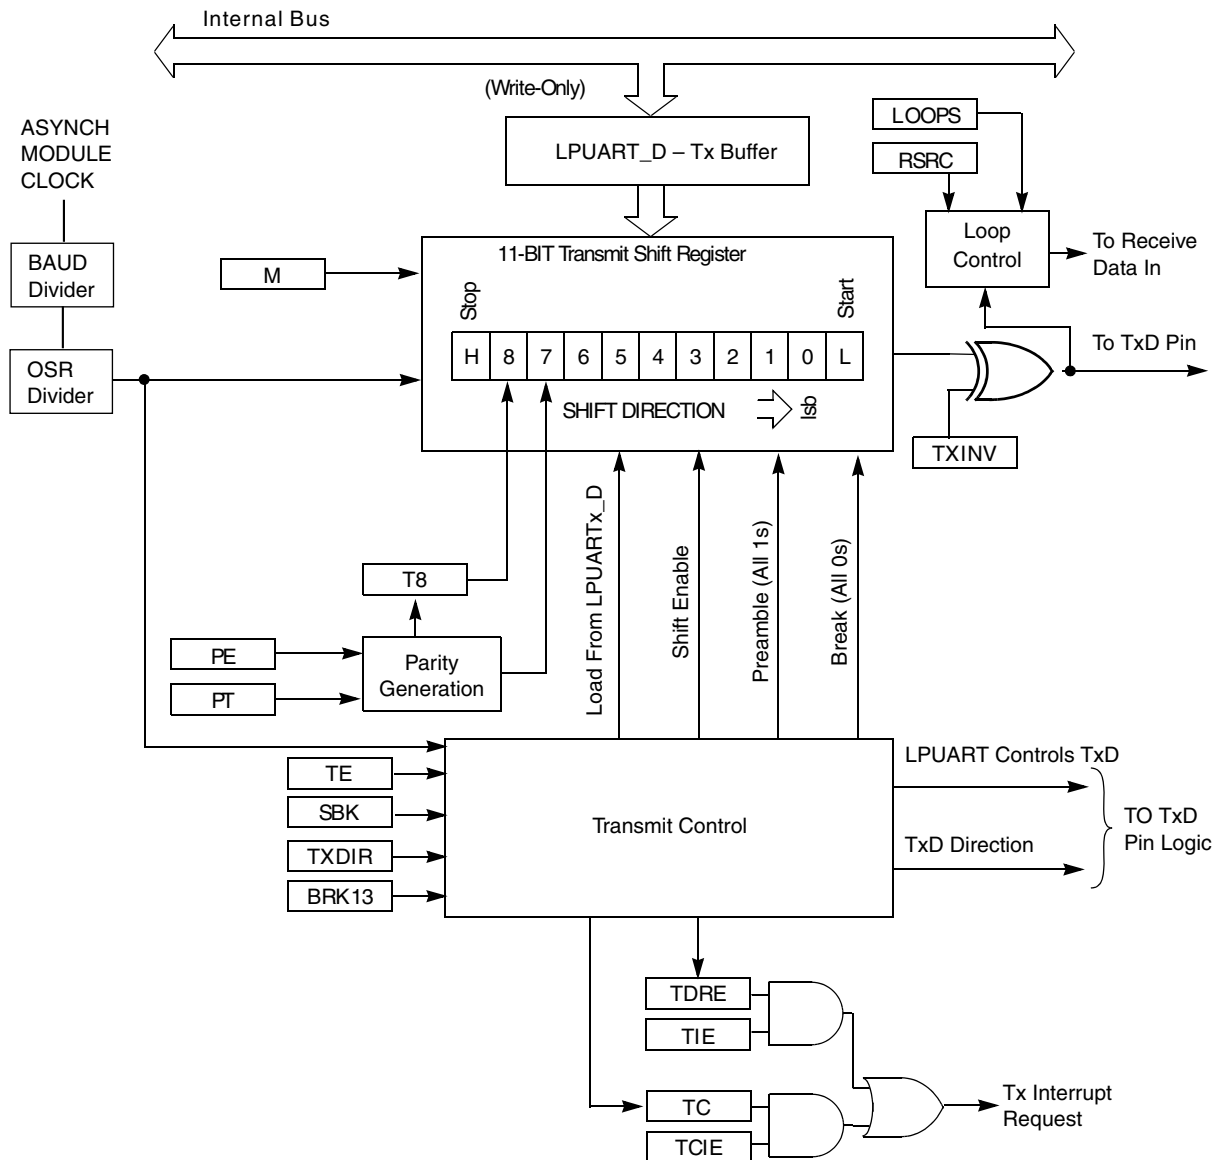 Internal Bus
(Write-Only)
LOOPS
ASYNCH
MODULE
CLOCK
LPUART_D – Tx Buffer
RSRC
Loop
Control
To Receive
Data In
BAUD
Divider
M
11-BIT Transmit Shift Register
Stop
Start
H 8 7 6 5 4 3 2 1 0 L
To TxD Pin
OSR
Divider
SHIFT DIRECTION
lsb
TXINV
Load From LPUARTx_D
Shift Enable
Preamble (All 1s)
Break (All 0s)
T8
PE
PT
Parity
Generation
TE
SBK
TXDIR
BRK13
Transmit Control
LPUART Controls TxD
TxD Direction
TO TxD
Pin Logic
TDRE
TIE
TC
TCIE
Tx Interrupt
Request